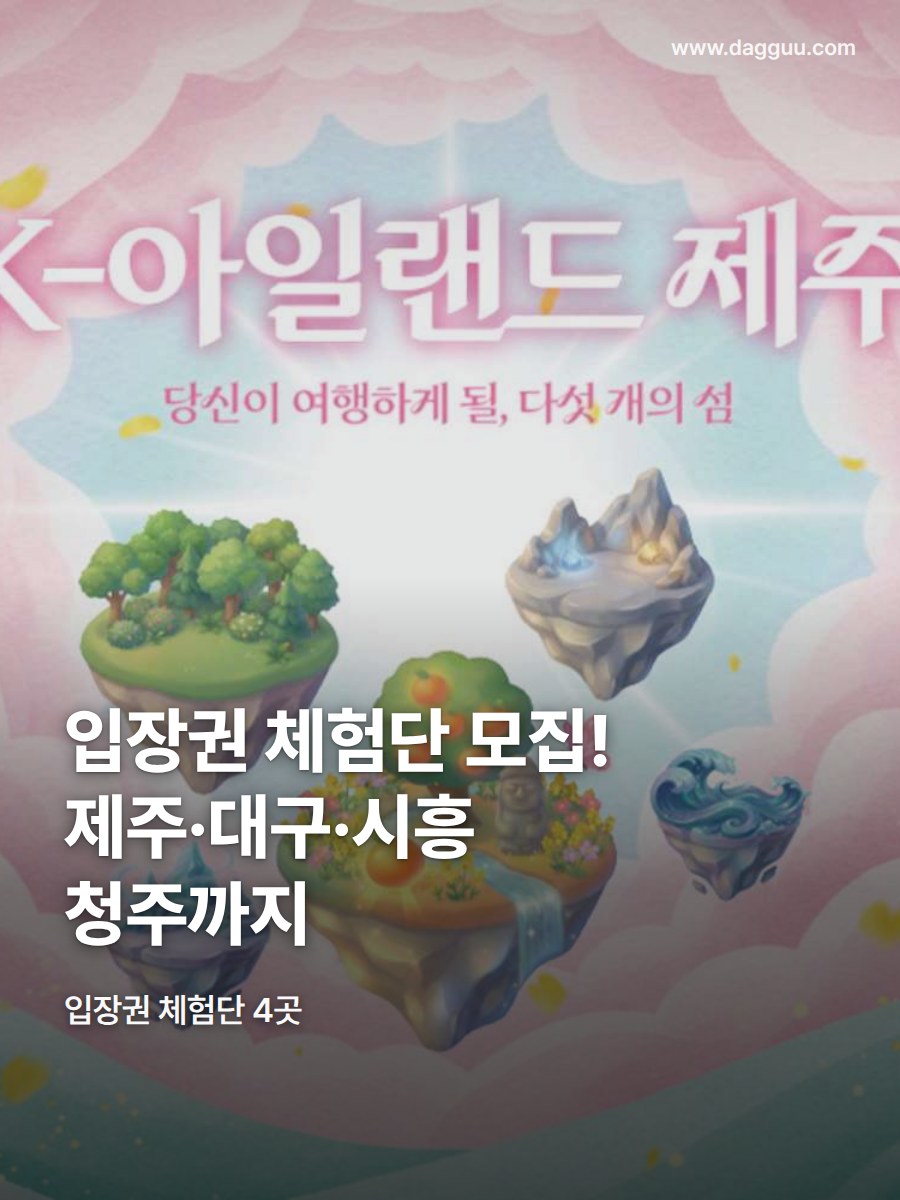 www.dagguu.com
K-아일랜드 제주
당신이 여행하게 될, 다섯 개의 섬
입장권 체험단 모집!
제주·대구·시흥
청주까지
입장권 체험단 4곳